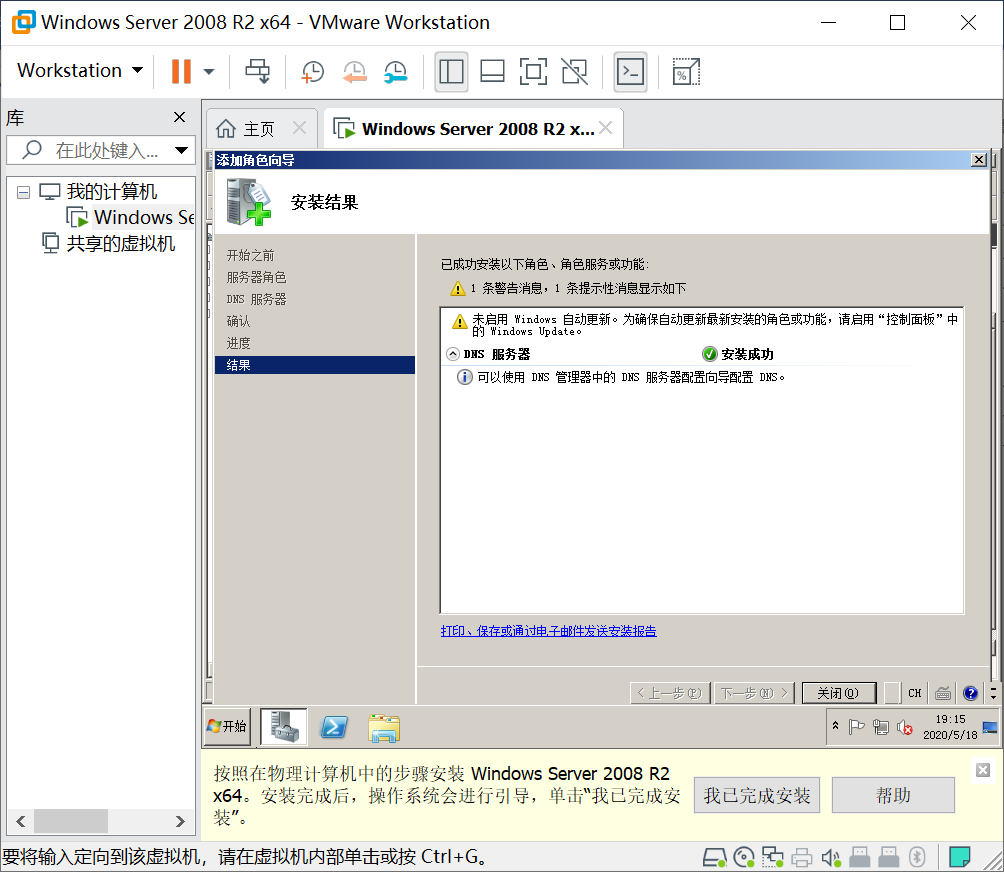 Windows Server 2008 R2 x64 - VMware Workstation
Workstation
库
主页
Windows Server 2008 R2 x...
在此处键入...
我的计算机
Windows Se
共享的虚拟机
添加角色向导
安装结果
开始之前
服务器角色
DNS 服务器
确认
进度
结果
已成功安装以下角色、角色服务或功能:
1 条警告消息，1 条提示性消息显示如下
未启用 Windows 自动更新。为确保自动更新最新安装的角色或功能，请启用“控制面板”中
的 Windows Update。
DNS 服务器
安装成功
可以使用 DNS 管理器中的 DNS 服务器配置向导配置 DNS。
打印、保存或通过电子邮件发送安装报告
< 上一步(P)
下一步(N) >
关闭(O)
CH
开始
19:15
2020/5/18
按照在物理计算机中的步骤安装 Windows Server 2008 R2
x64。安装完成后，操作系统会进行引导，单击“我已完成安
装”。
我已完成安装
帮助
要将输入定向到该虚拟机，请在虚拟机内部单击或按 Ctrl+G。